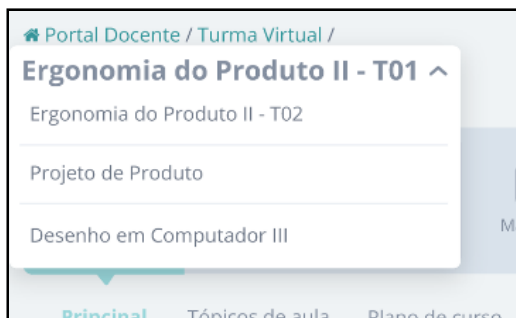 Portal Docente / Turma Virtual /
Ergonomia do Produto II - T01
Ergonomia do Produto II - T02
Projeto de Produto
Desenho em Computador III
Principal Tópicos de aula Plano de curso